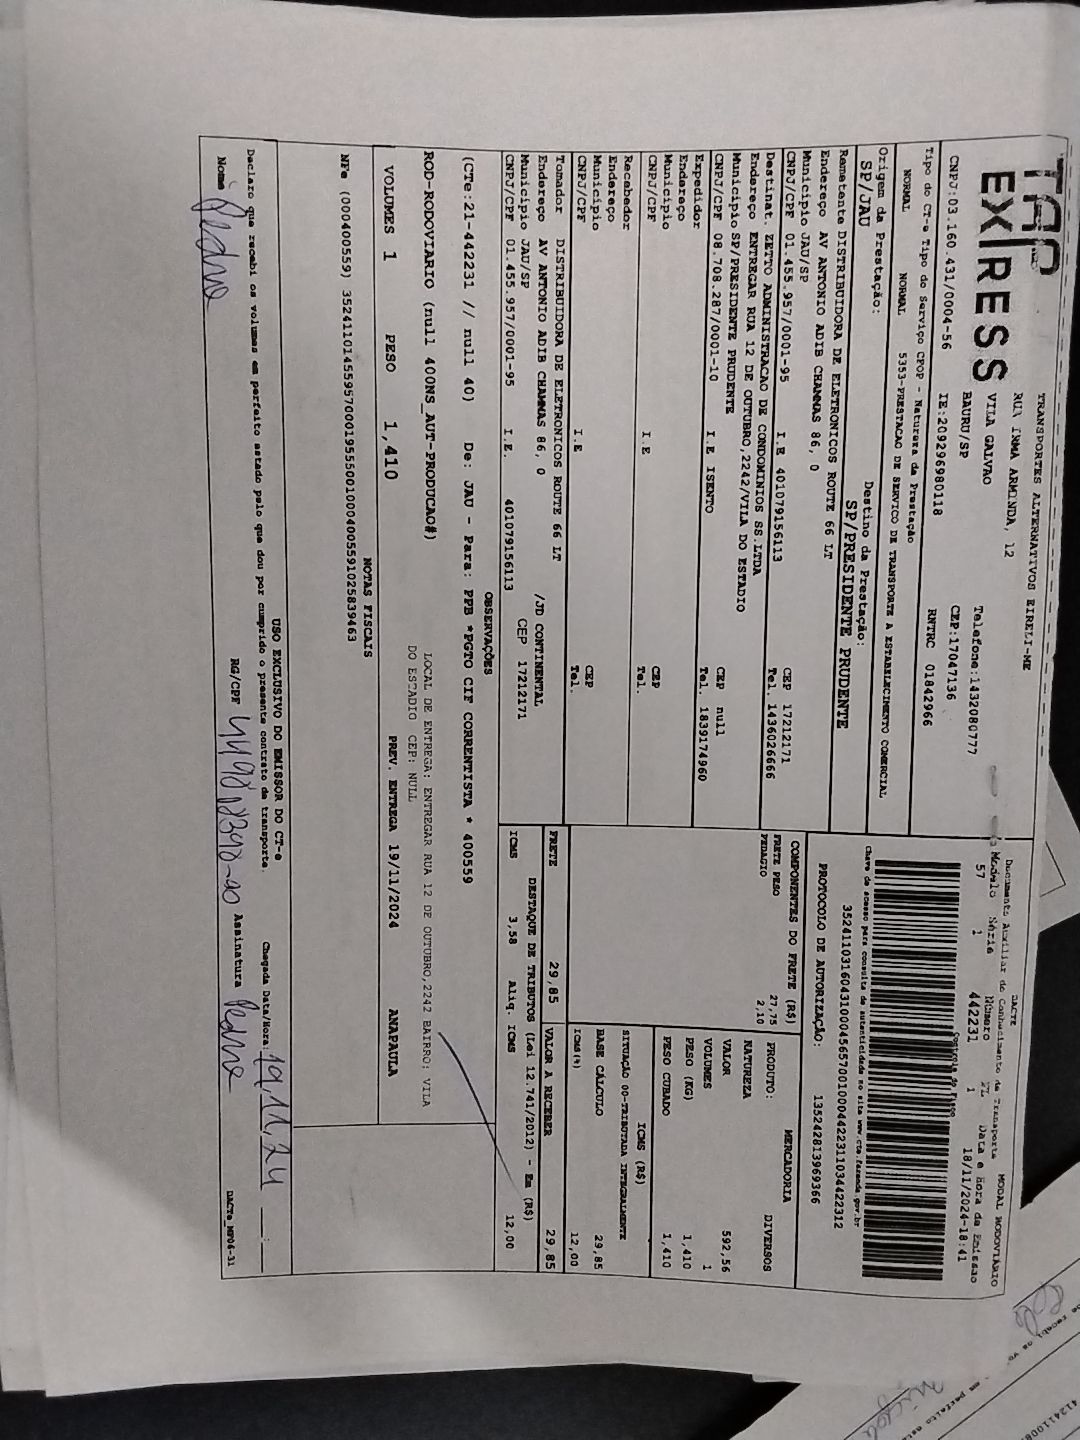 TAP
EXPRESS
TRANSPORTES ALTERNATIVOS EIRELI-ME
RUA IRMA ARMINDA, 12
VILA GALVAO
BAURU/SP
Telefone:1432080777
CEP:17047136
CNPJ:03.160.431/0004-56 IE:209296980118 RNTRC 01842966
DACTE
Documento Auxiliar do Conhecimento de Transporte MODAL RODOVIÁRIO
Modelo Série Número FL Data e Hora de Emissão
57 1 442231 1 18/11/2024-18:41
Controle do Fisco
Tipo do CT-e Tipo do Serviço CFOP - Natureza da Prestação
NORMAL NORMAL 5353-PRESTACAO DE SERVICO DE TRANSPORTE A ESTABELECIMENTO COMERCIAL
Chave de acesso para consulta de autenticidade no site www.cte.fazenda.gov.br
35241103160431000456570010004422311034422312
PROTOCOLO DE AUTORIZAÇÃO: 135242813969366
Origem da Prestação: Destino da Prestação:
SP/JAU SP/PRESIDENTE PRUDENTE
Remetente DISTRIBUIDORA DE ELETRONICOS ROUTE 66 LT
Endereço AV ANTONIO ADIB CHAMMAS 86, 0
Município JAU/SP CEP 17212171
CNPJ/CPF 01.455.957/0001-95 I.E 401079156113 Tel. 1436026666
Destinat. ZETTO ADMINISTRACAO DE CONDOMINIOS SS LTDA
Endereço ENTREGAR RUA 12 DE OUTUBRO,2242/VILA DO ESTADIO
Município SP/PRESIDENTE PRUDENTE CEP null
CNPJ/CPF 08.708.287/0001-10 I.E ISENTO Tel. 1839174960
Expedidor
Endereço
Município CEP
CNPJ/CPF I.E Tel.
Recebedor
Endereço
Município CEP
CNPJ/CPF I.E Tel.
Tomador DISTRIBUIDORA DE ELETRONICOS ROUTE 66 LT
Endereço AV ANTONIO ADIB CHAMMAS 86, 0 /JD CONTINENTAL
Município JAU/SP CEP 17212171
CNPJ/CPF 01.455.957/0001-95 I.E. 401079156113
COMPONENTES DO FRETE (R$)
FRETE PESO 27,75
PEDAGIO 2,10
MERCADORIA
PRODUTO: DIVERSOS
NATUREZA
VALOR 592,56
VOLUMES 1
PESO (KG) 1,410
PESO CUBADO 1,410
ICMS (R$)
SITUAÇÃO 00-TRIBUTADA INTEGRALMENTE
BASE CÁLCULO 29,85
ICMS(%) 12,00
FRETE 29,85 VALOR A RECEBER 29,85
DESTAQUE DE TRIBUTOS (Lei 12.741/2012) - Em (R$)
ICMS 3,58 Aliq. ICMS 12,00
OBSERVAÇÕES
(CTe:21-442231 // null 40) De: JAU - Para: PPB *PGTO CIF CORRENTISTA * 400559
LOCAL DE ENTREGA: ENTREGAR RUA 12 DE OUTUBRO,2242 BAIRRO: VILA
DO ESTADIO CEP: NULL
ROD-RODOVIARIO (null 400NS_AUT-PRODUCAO#)
VOLUMES 1 PESO 1,410 PREV. ENTREGA 19/11/2024 ANAPAULA
NOTAS FISCAIS
NFe (000400559) 35241101455957000195550010004005591025839463
USO EXCLUSIVO DO EMISSOR DO CT-e
Declaro que recebi os volumes em perfeito estado pelo que dou por cumprido o presente contrato de transporte. Chegada Data/Hora: 19/11/24 __:__
Nome Pedro RG/CPF Assinatura Pedro
DACTe_MP06-31